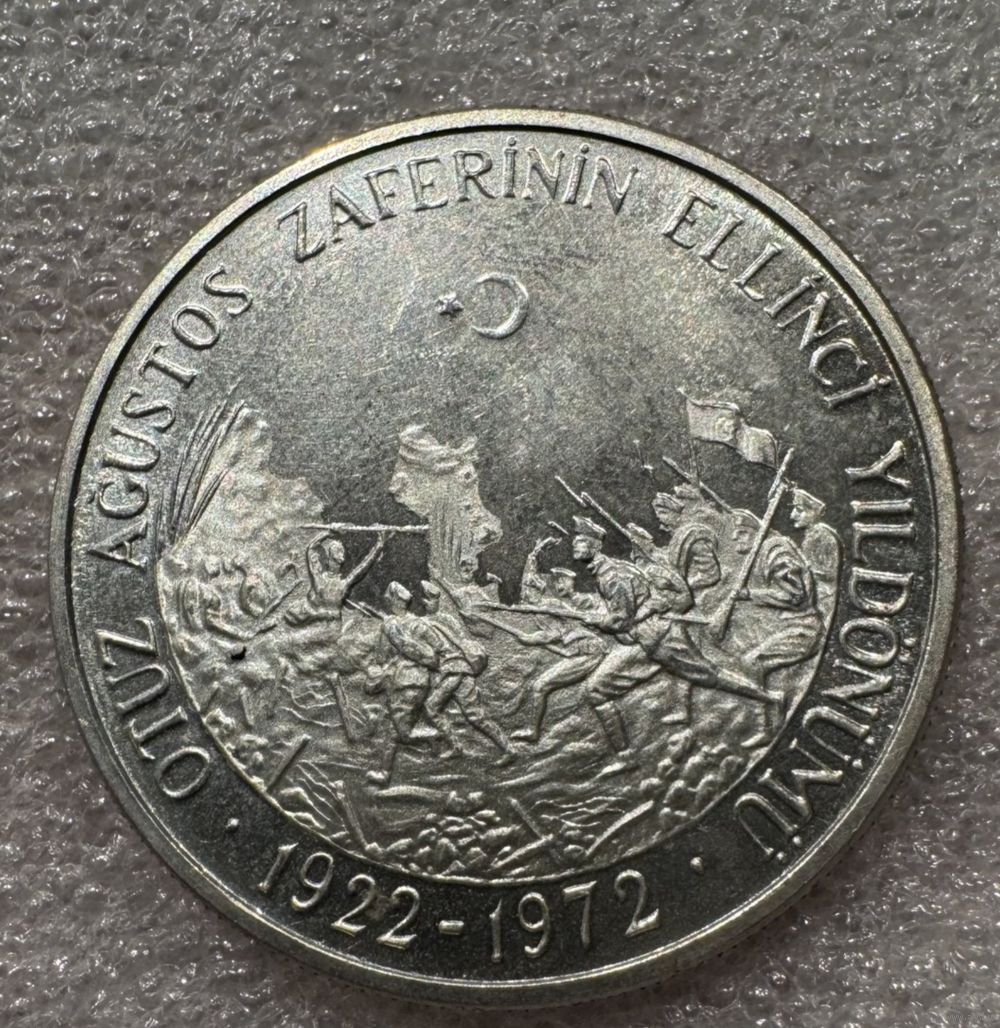 OTUZ AĞUSTOS ZAFERİNİN ELLİNCİ YILDÖNÜMÜ
· 1922-1972 ·